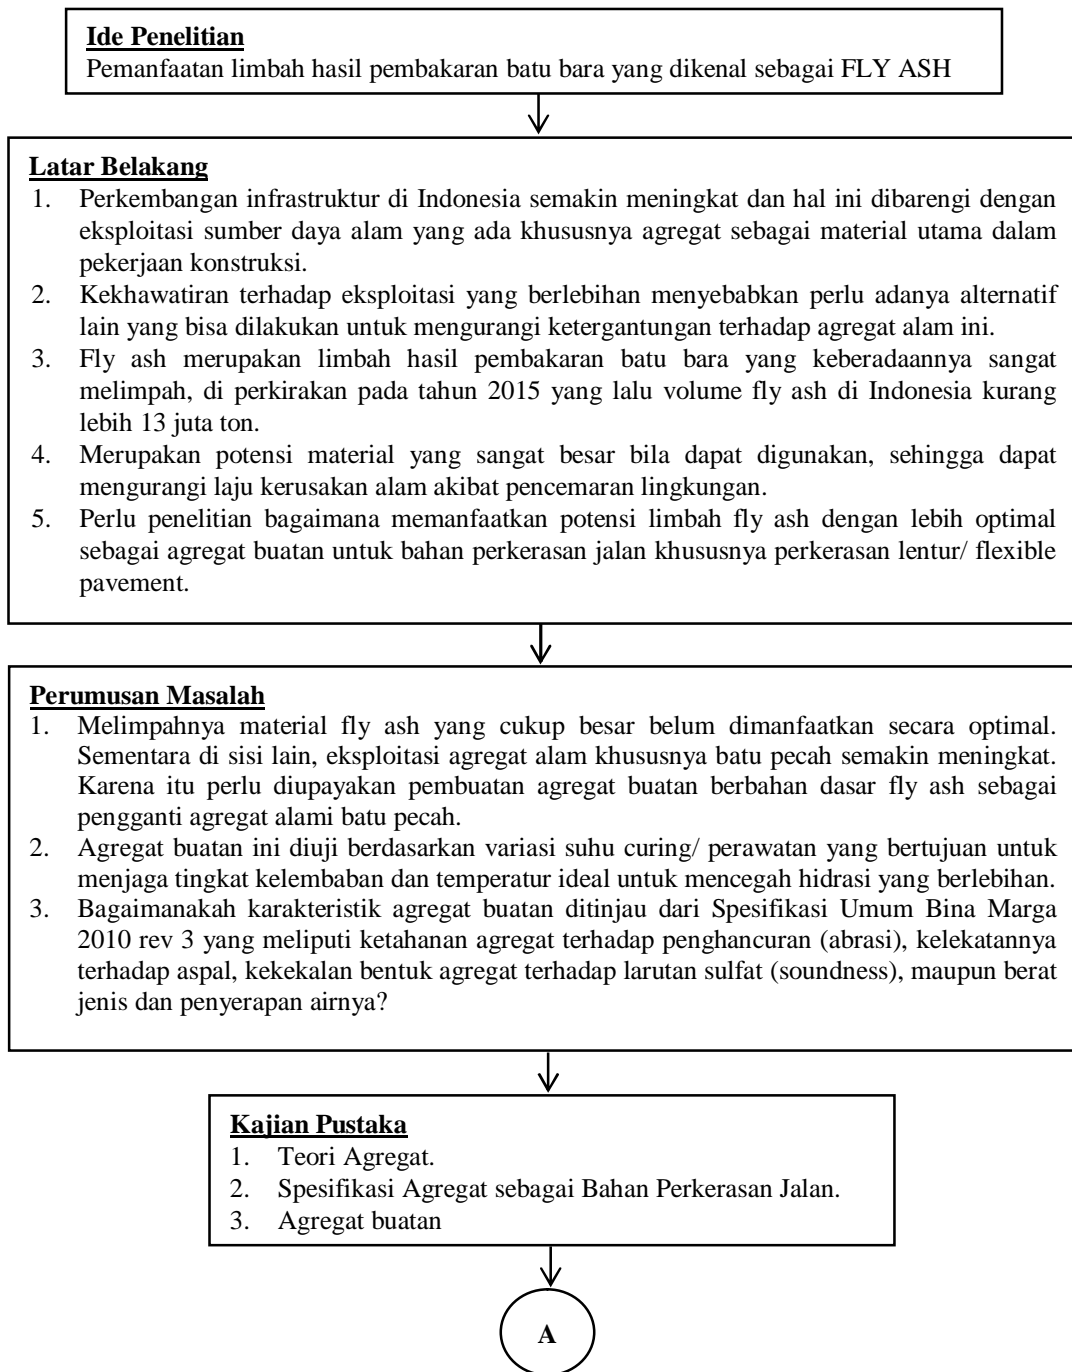 Ide Penelitian
Pemanfaatan limbah hasil pembakaran batu bara yang dikenal sebagai FLY ASH
Latar Belakang
1. Perkembangan infrastruktur di Indonesia semakin meningkat dan hal ini dibarengi dengan
eksploitasi sumber daya alam yang ada khususnya agregat sebagai material utama dalam
pekerjaan konstruksi.
2. Kekhawatiran terhadap eksploitasi yang berlebihan menyebabkan perlu adanya alternatif
lain yang bisa dilakukan untuk mengurangi ketergantungan terhadap agregat alam ini.
3. Fly ash merupakan limbah hasil pembakaran batu bara yang keberadaannya sangat
melimpah, di perkirakan pada tahun 2015 yang lalu volume fly ash di Indonesia kurang
lebih 13 juta ton.
4. Merupakan potensi material yang sangat besar bila dapat digunakan, sehingga dapat
mengurangi laju kerusakan alam akibat pencemaran lingkungan.
5. Perlu penelitian bagaimana memanfaatkan potensi limbah fly ash dengan lebih optimal
sebagai agregat buatan untuk bahan perkerasan jalan khususnya perkerasan lentur/ flexible
pavement.
Perumusan Masalah
1. Melimpahnya material fly ash yang cukup besar belum dimanfaatkan secara optimal.
Sementara di sisi lain, eksploitasi agregat alam khususnya batu pecah semakin meningkat.
Karena itu perlu diupayakan pembuatan agregat buatan berbahan dasar fly ash sebagai
pengganti agregat alami batu pecah.
2. Agregat buatan ini diuji berdasarkan variasi suhu curing/ perawatan yang bertujuan untuk
menjaga tingkat kelembaban dan temperatur ideal untuk mencegah hidrasi yang berlebihan.
3. Bagaimanakah karakteristik agregat buatan ditinjau dari Spesifikasi Umum Bina Marga
2010 rev 3 yang meliputi ketahanan agregat terhadap penghancuran (abrasi), kelekatannya
terhadap aspal, kekekalan bentuk agregat terhadap larutan sulfat (soundness), maupun berat
jenis dan penyerapan airnya?
Kajian Pustaka
1. Teori Agregat.
2. Spesifikasi Agregat sebagai Bahan Perkerasan Jalan.
3. Agregat buatan
A